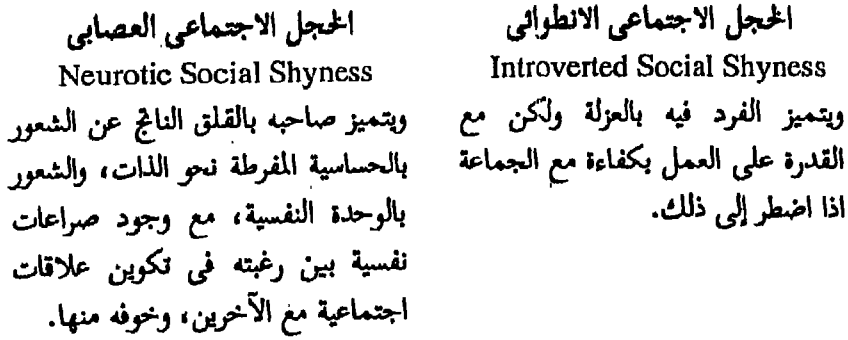 الخجل الاجتماعى الانطوائى
Introverted Social Shyness
ويتميز الفرد فيه بالعزلة ولكن مع
القدرة على العمل بكفاءة مع الجماعة
اذا اضطر إلى ذلك.
الخجل الاجتماعى العصابى
Neurotic Social Shyness
ويتميز صاحبه بالقلق الناتج عن الشعور
بالحساسية المفرطة نحو الذات، والشعور
بالوحدة النفسية، مع وجود صراعات
نفسية بين رغبته فى تكوين علاقات
اجتماعية مع الآخرين، وخوفه منها.